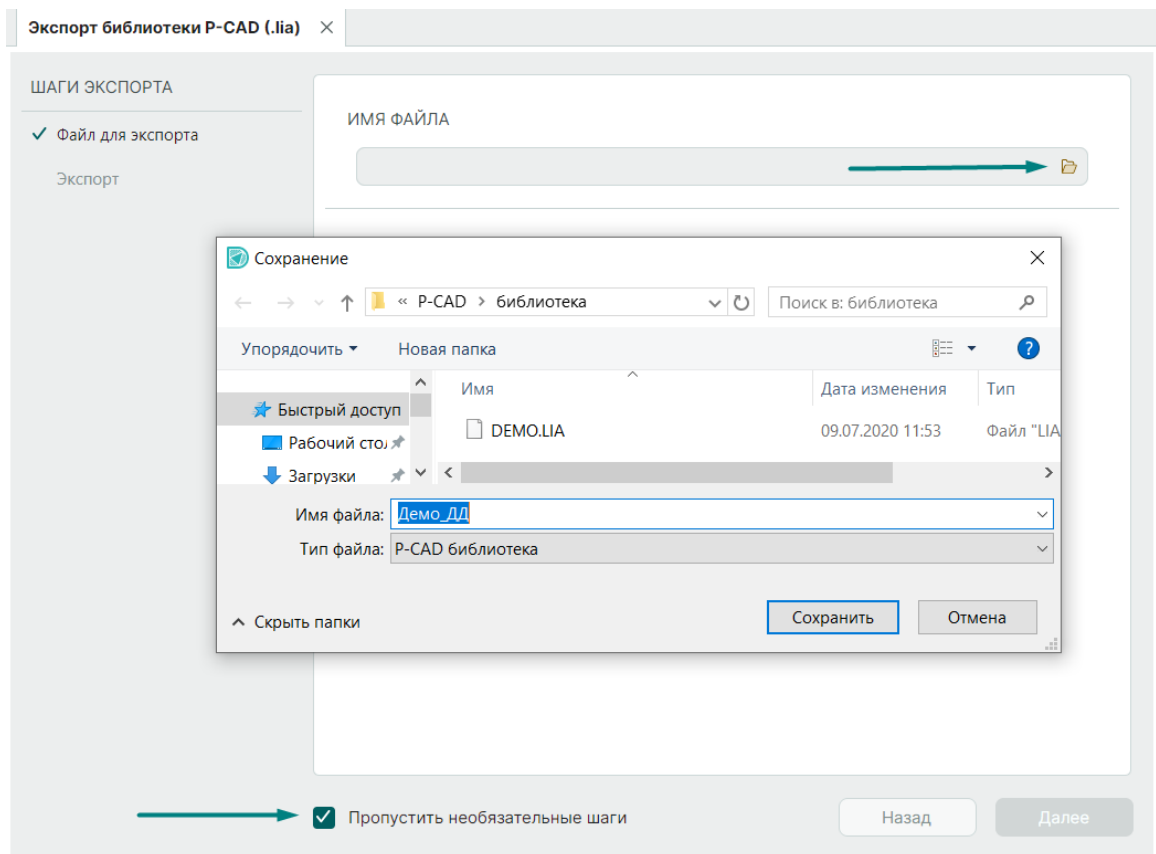 Экспорт библиотеки P-CAD (.lia)
ШАГИ ЭКСПОРТА
Файл для экспорта
Экспорт
ИМЯ ФАЙЛА
Сохранение
« P-CAD > библиотека
Поиск в: библиотека
Упорядочить
Новая папка
Быстрый доступ
Рабочий стол
Загрузки
Имя
Дата изменения
Тип
DEMO.LIA
09.07.2020 11:53
Файл "LIA
Имя файла: Демо_ДД
Тип файла: P-CAD библиотека
Скрыть папки
Сохранить
Отмена
Пропустить необязательные шаги
Назад
Далее